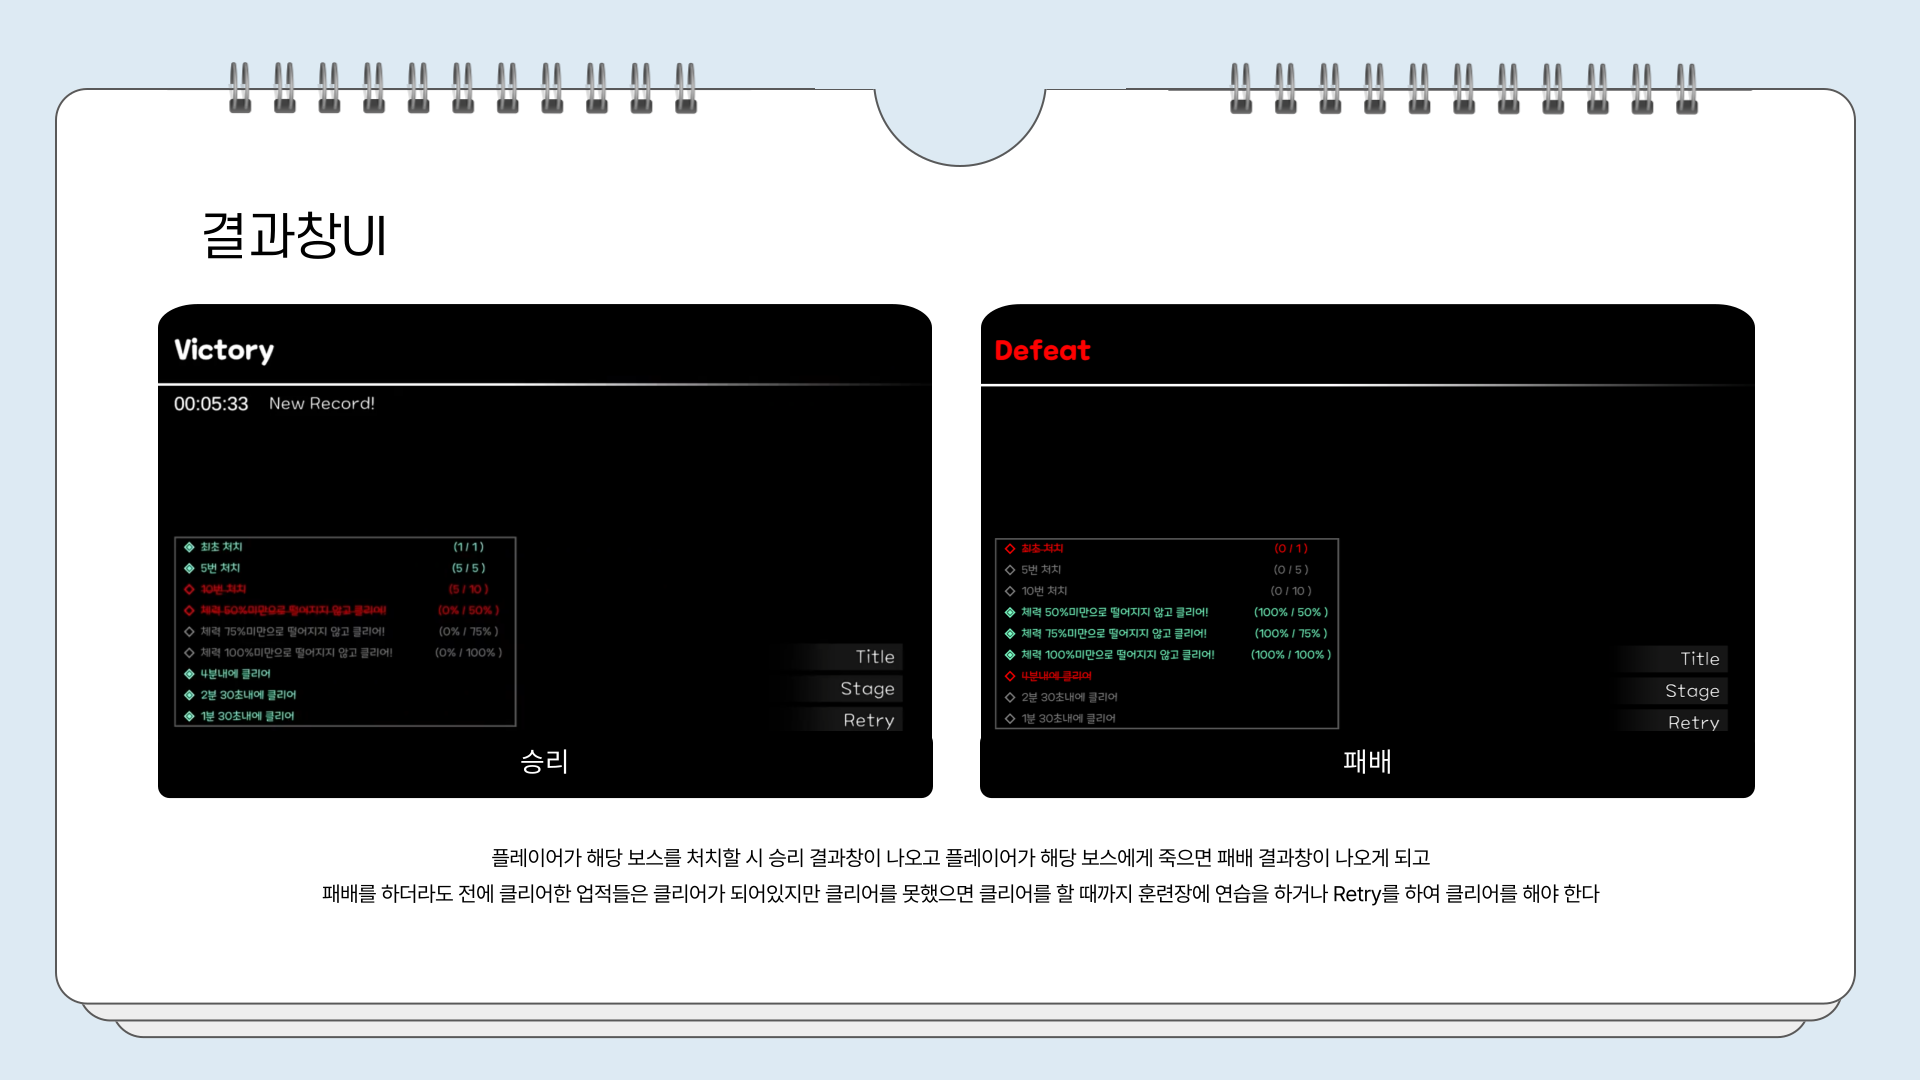 결과창UI
Victory
00:05:33 New Record!
최초 처치 (1 / 1 )
5번 처치 (5 / 5 )
10번 처치 (5 / 10 )
체력 50%미만으로 떨어지지 않고 클리어! (0% / 50% )
체력 75%미만으로 떨어지지 않고 클리어! (0% / 75% )
체력 100%미만으로 떨어지지 않고 클리어! (0% / 100% )
4분내에 클리어
2분 30초내에 클리어
1분 30초내에 클리어
Title
Stage
Retry
승리
Defeat
최초 처치 (0 / 1 )
5번 처치 (0 / 5 )
10번 처치 (0 / 10 )
체력 50%미만으로 떨어지지 않고 클리어! (100% / 50% )
체력 75%미만으로 떨어지지 않고 클리어! (100% / 75% )
체력 100%미만으로 떨어지지 않고 클리어! (100% / 100% )
4분내에 클리어
2분 30초내에 클리어
1분 30초내에 클리어
Title
Stage
Retry
패배
플레이어가 해당 보스를 처치할 시 승리 결과창이 나오고 플레이어가 해당 보스에게 죽으면 패배 결과창이 나오게 되고
패배를 하더라도 전에 클리어한 업적들은 클리어가 되어있지만 클리어를 못했으면 클리어를 할 때까지 훈련장에 연습을 하거나 Retry를 하여 클리어를 해야 한다